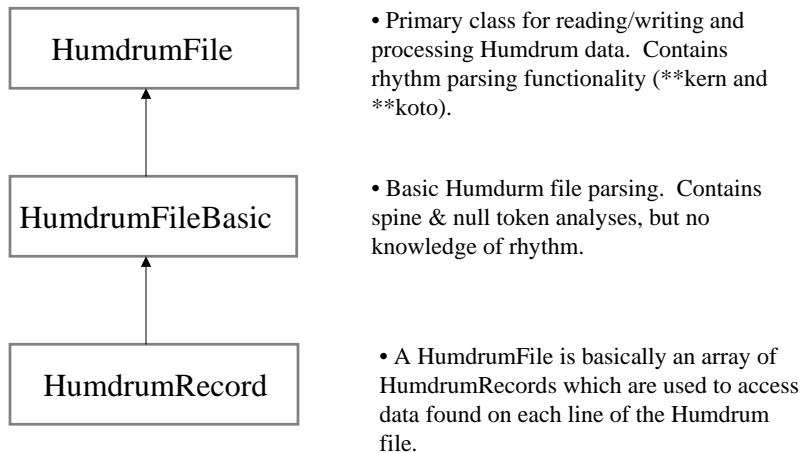 HumdrumFile
• Primary class for reading/writing and
processing Humdrum data.  Contains
rhythm parsing functionality (**kern and
**koto).
HumdrumFileBasic
• Basic Humdurm file parsing.  Contains
spine & null token analyses, but no
knowledge of rhythm.
HumdrumRecord
• A HumdrumFile is basically an array of
HumdrumRecords which are used to access
data found on each line of the Humdrum
file.